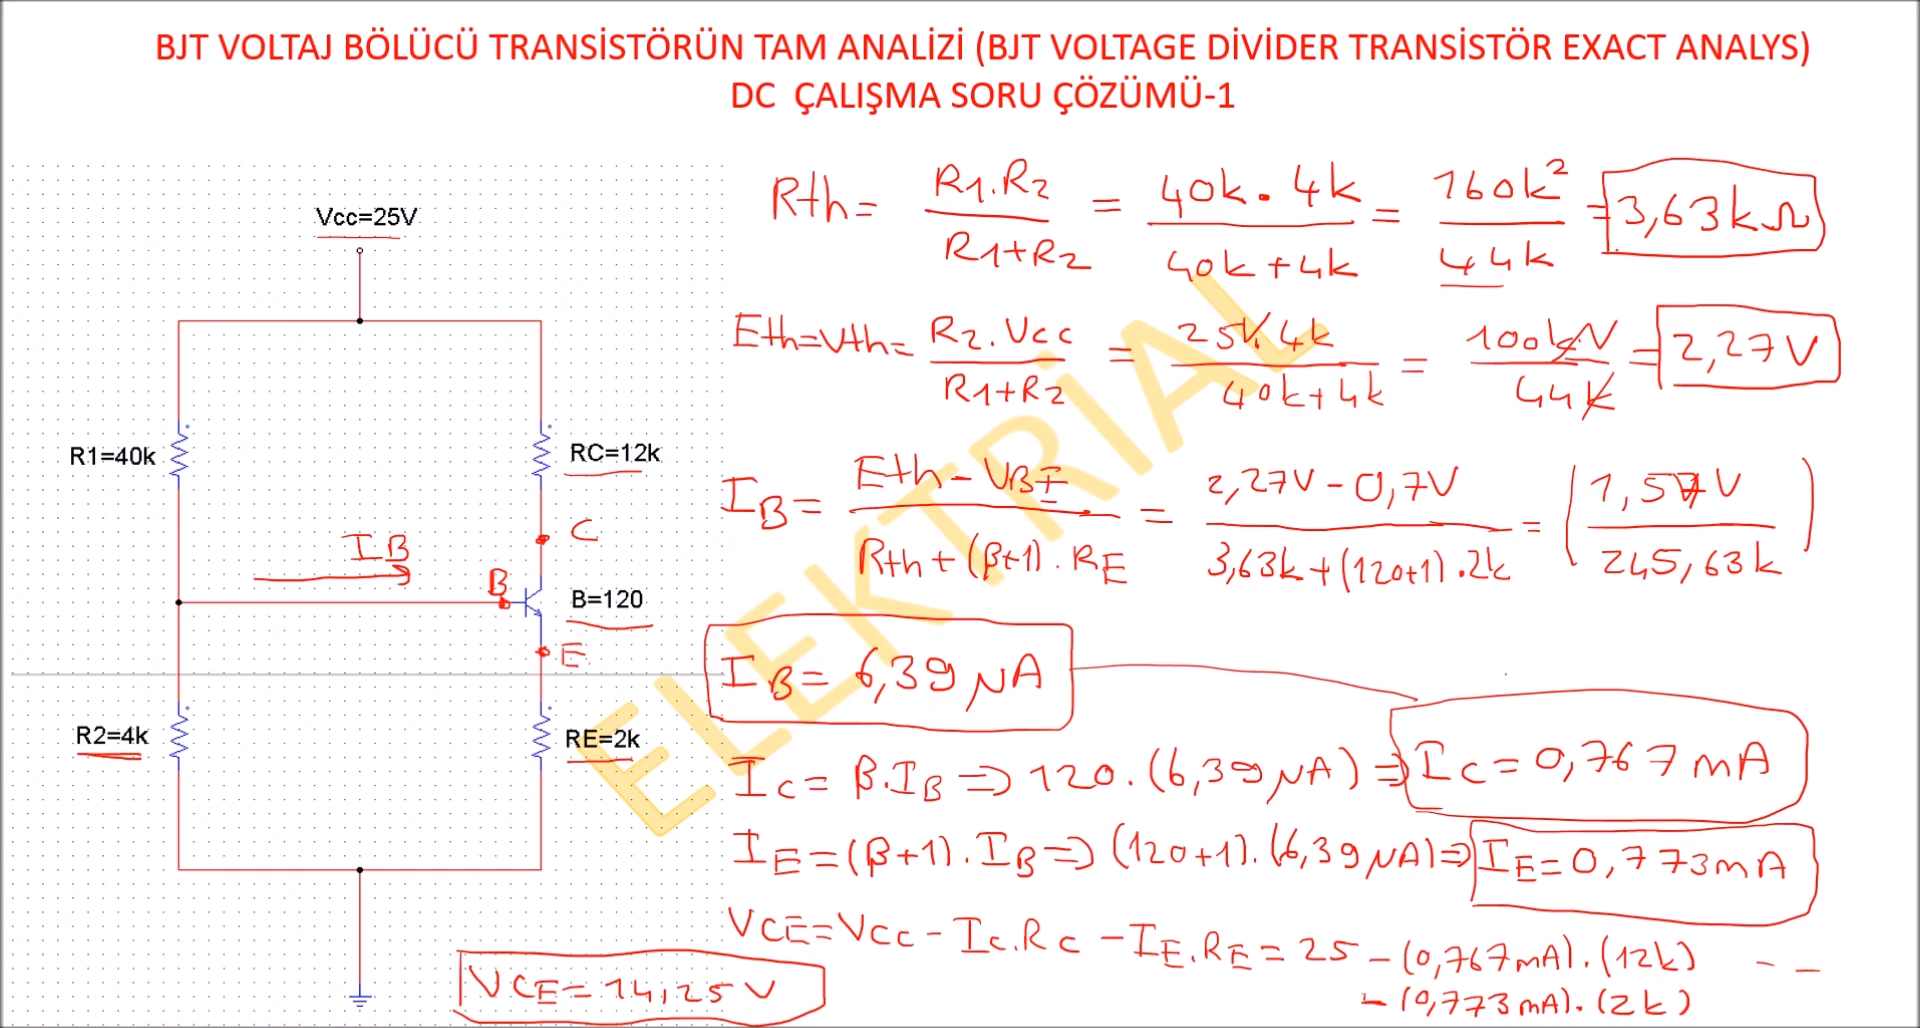 BJT VOLTAJ BÖLÜCÜ TRANSİSTÖRÜN TAM ANALİZİ (BJT VOLTAGE DİVİDER TRANSİSTÖR EXACT ANALYS)
DC ÇALIŞMA SORU ÇÖZÜMÜ-1
Vcc=25V
R1=40k
RC=12k
C
IB
B
B=120
E
R2=4k
RE=2k
Rth = R1.R2 / R1+R2 = 40k . 4k / 40k+4k = 160k² / 44k = 3,63kΩ
Eth=Vth= R2.Vcc / R1+R2 = 25V.4k / 40k+4k = 100kV / 44k = 2,27V
IB = Eth-VBE / Rth+(β+1).RE = 2,27V-0,7V / 3,63k+(120+1).2k = (1,57V / 245,63k)
IB= 6,39µA
Ic= β.IB => 120.(6,39µA) => Ic=0,767mA
IE=(β+1).IB=> (120+1).(6,39µA)=> IE=0,773mA
VCE=Vcc-Ic.Rc-IE.RE=25-(0,767mA).(12k) --
-(0,773mA).(2k)
VCE=14,25V
ELEKTRİAL